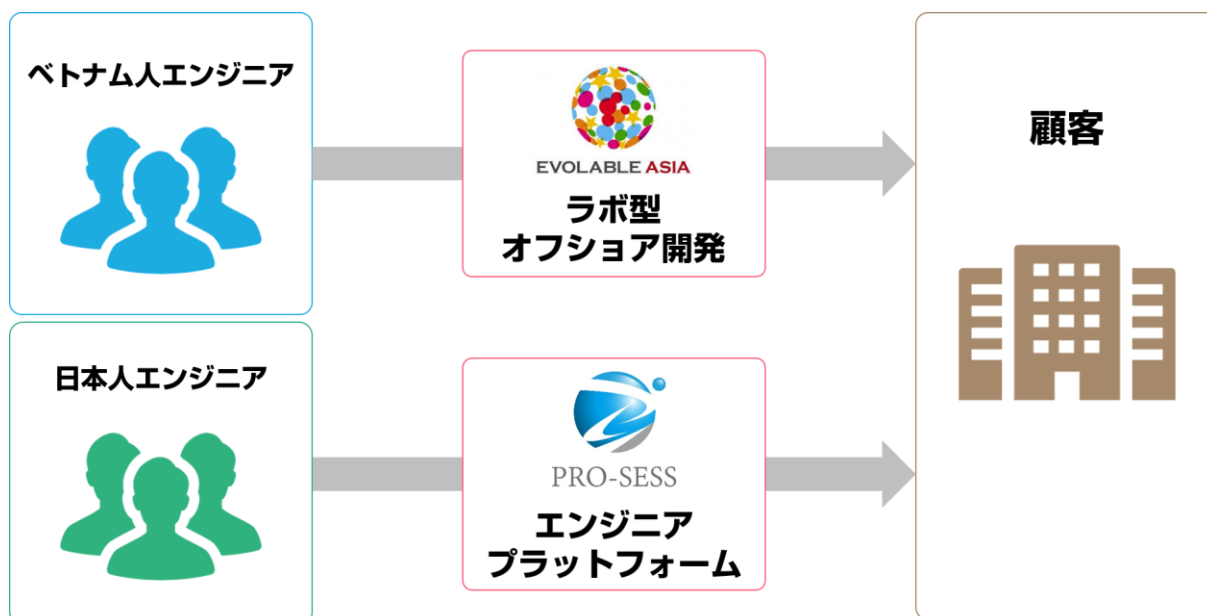 ベトナム人エンジニア
EVOLABLE ASIA
ラボ型
オフショア開発
顧客
日本人エンジニア
PRO-SESS
エンジニア
プラットフォーム